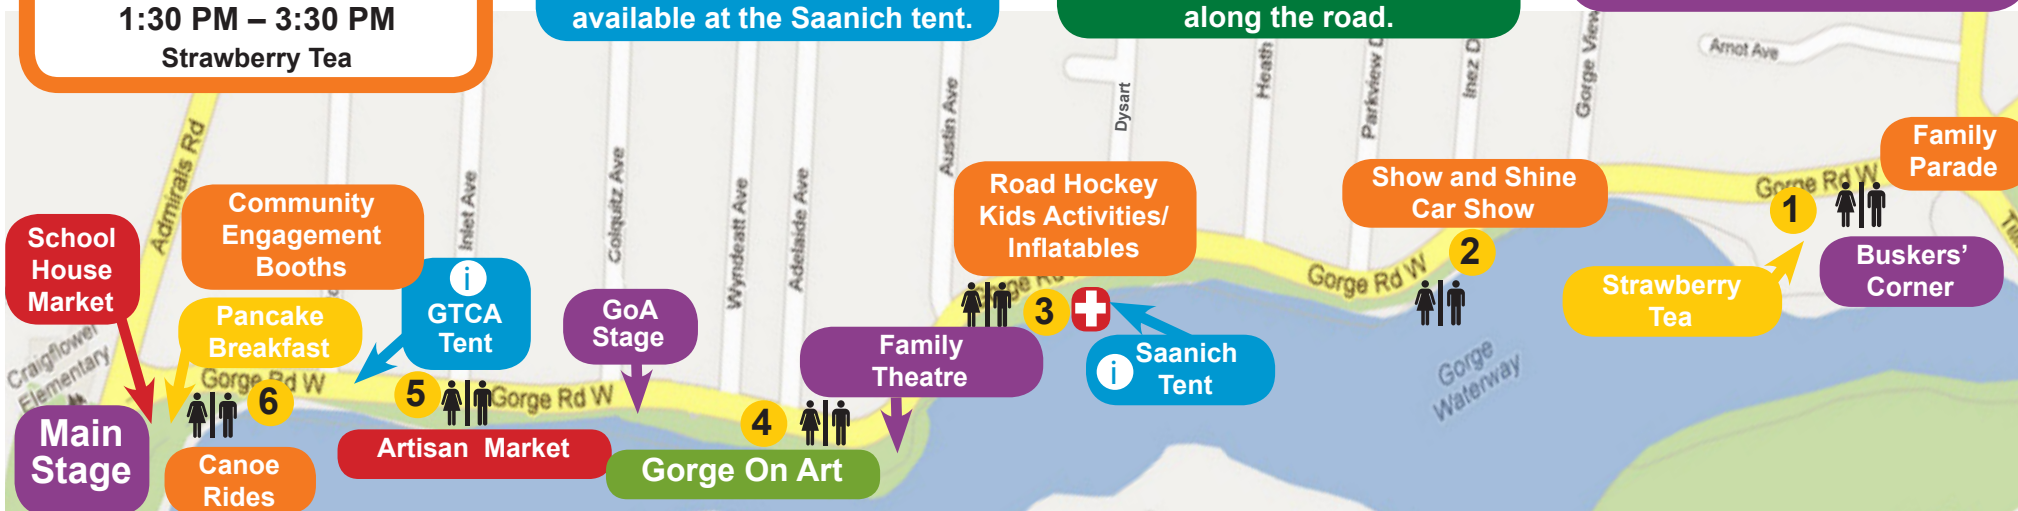 1:30 PM – 3:30 PM
Strawberry Tea
available at the Saanich tent.
along the road.
Arnot Ave
Admirals Rd
Inlet Ave
Colquitz Ave
Wyndeatt Ave
Adelaide Ave
Austin Ave
Dysart
Heath
Parkview D
Inez D
Gorge View
Family
Parade
Gorge Rd W
1
Buskers'
Corner
Strawberry
Tea
Show and Shine
Car Show
2
Gorge Rd W
Road Hockey
Kids Activities/
Inflatables
Gorge Rd
3
i
Saanich
Tent
Gorge
Waterway
Family
Theatre
4
Gorge On Art
GoA
Stage
Gorge Rd W
5
Artisan Market
i
GTCA
Tent
Community
Engagement
Booths
Pancake
Breakfast
Gorge Rd W
6
Canoe
Rides
School
House
Market
Craigflower
Elementary
Main
Stage